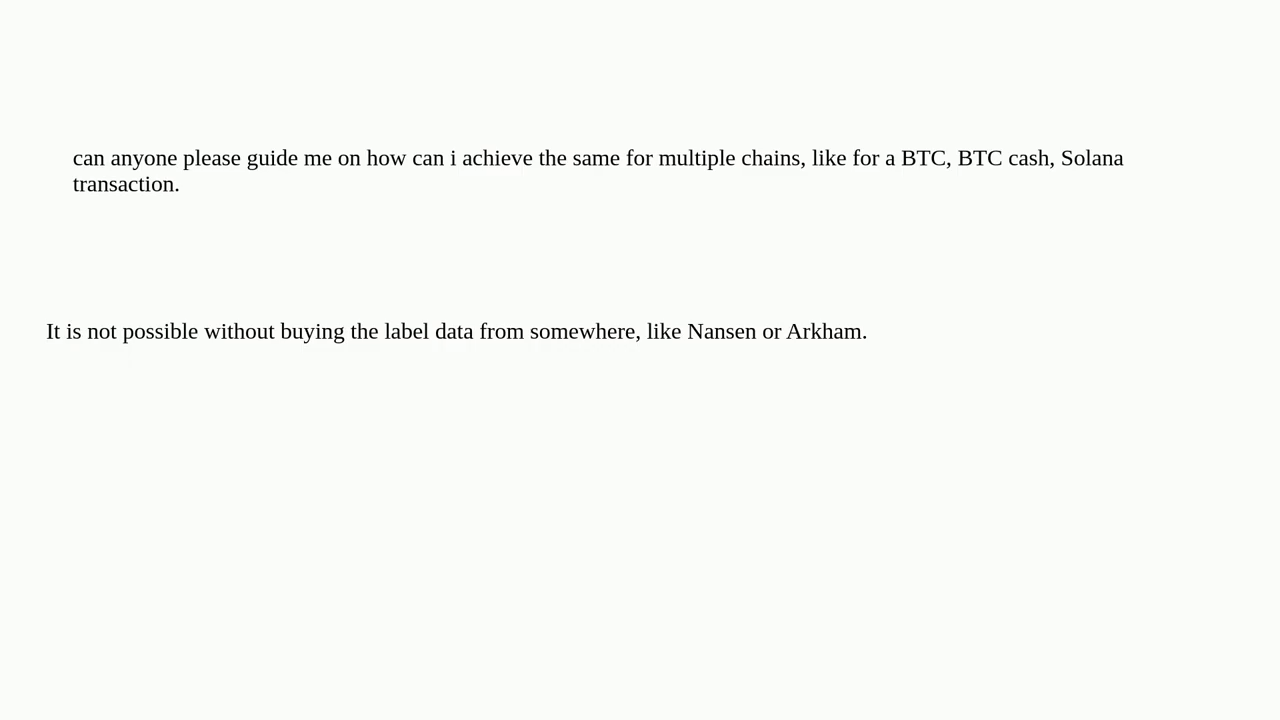 can anyone please guide me on how can i achieve the same for multiple chains, like for a BTC, BTC cash, Solana
transaction.
It is not possible without buying the label data from somewhere, like Nansen or Arkham.